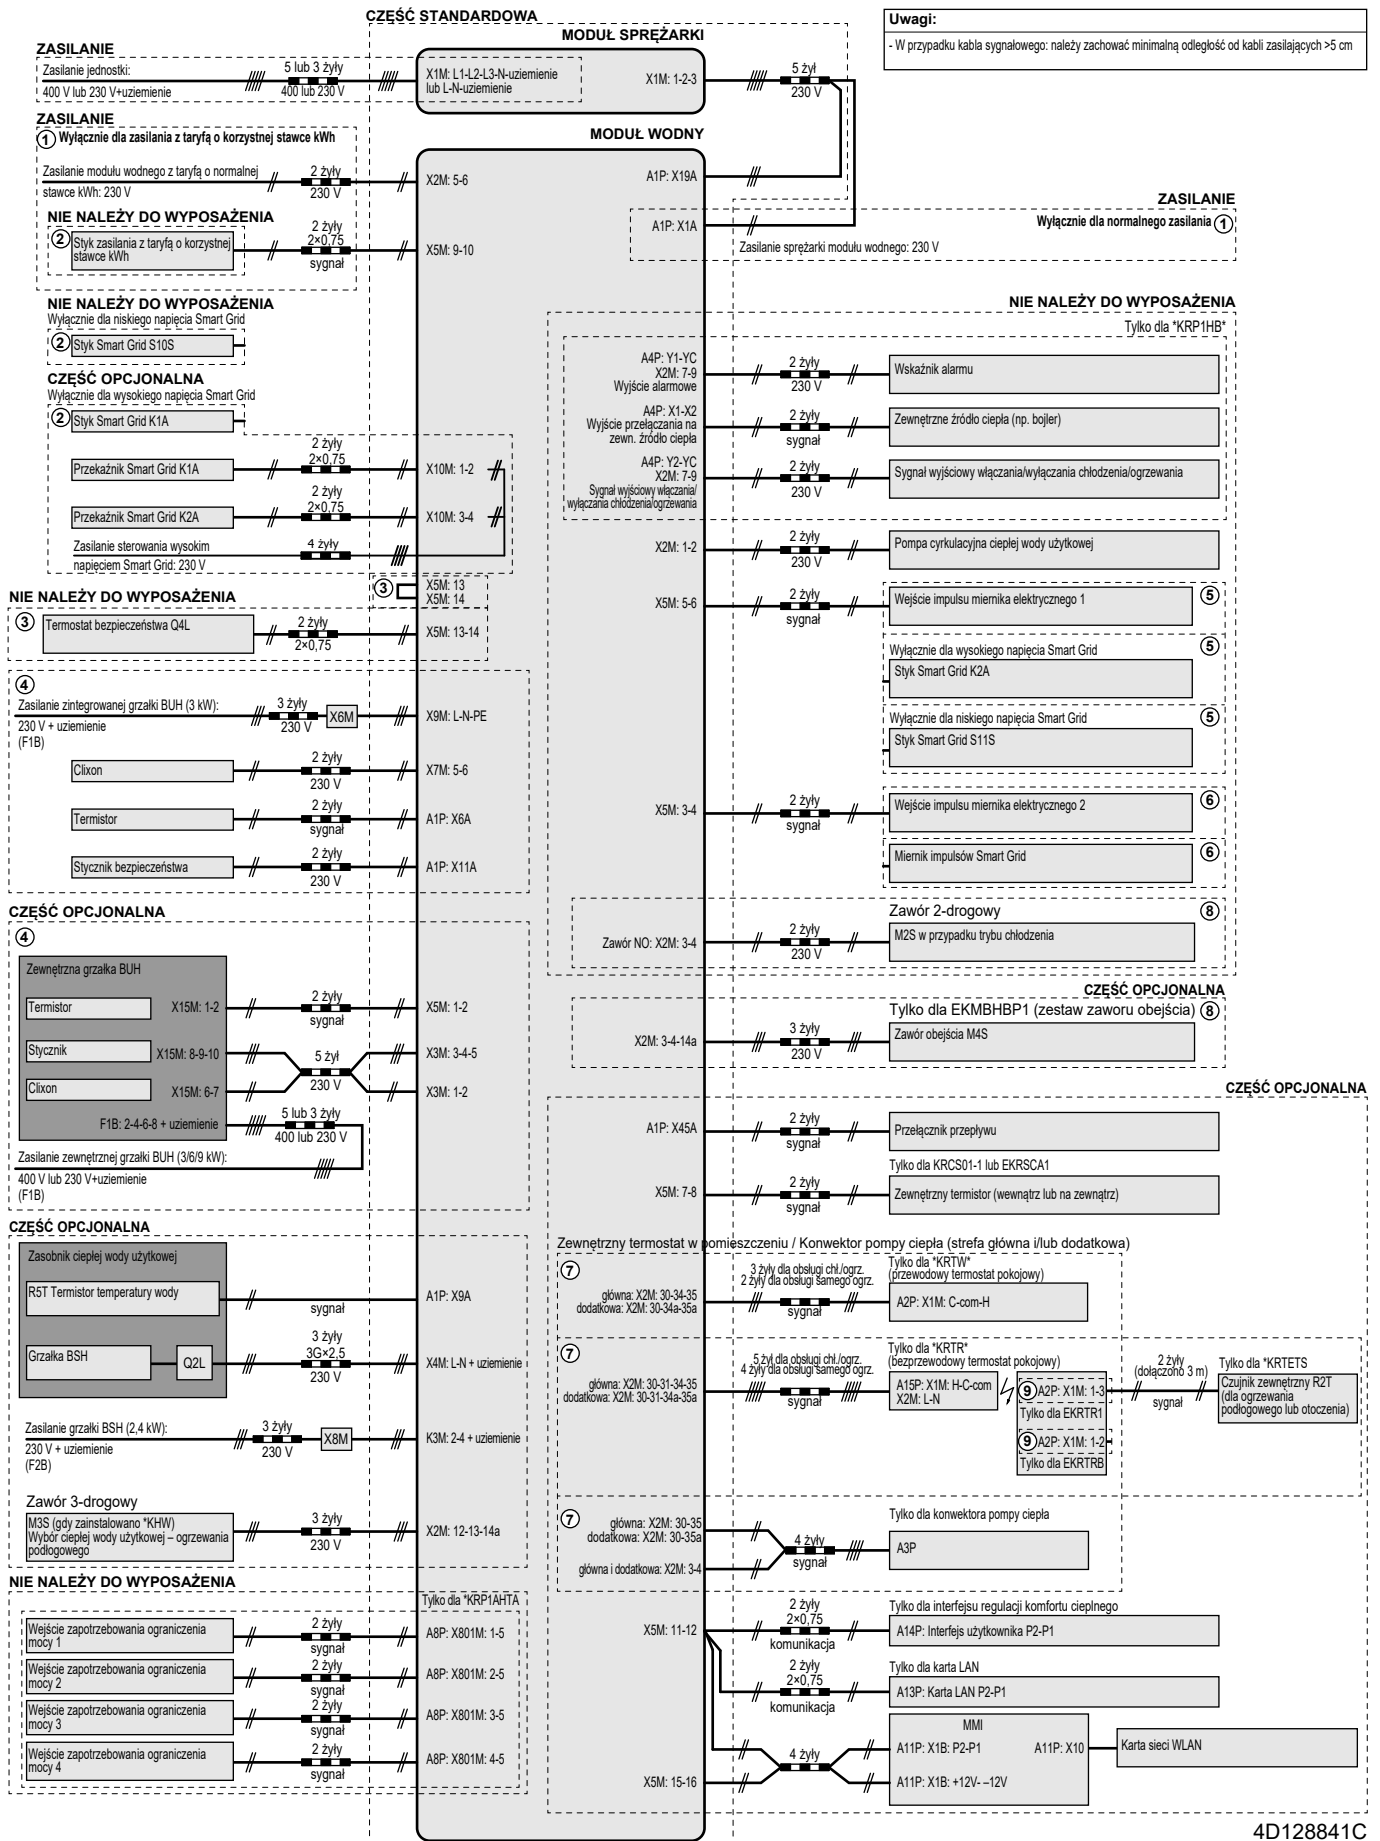 CZĘŚĆ STANDARDOWA
MODUŁ SPRĘŻARKI
Uwagi:
- W przypadku kabla sygnałowego: należy zachować minimalną odległość od kabli zasilających >5 cm
ZASILANIE
Zasilanie jednostki:
400 V lub 230 V+uziemienie
5 lub 3 żyły
400 lub 230 V
X1M: L1-L2-L3-N-uziemienie
lub L-N-uziemienie
X1M: 1-2-3
5 żył
230 V
ZASILANIE
① Wyłącznie dla zasilania z taryfą o korzystnej stawce kWh
MODUŁ WODNY
Zasilanie modułu wodnego z taryfą o normalnej
stawce kWh: 230 V
2 żyły
230 V
X2M: 5-6
A1P: X19A
NIE NALEŻY DO WYPOSAŻENIA
② Styk zasilania z taryfą o korzystnej
stawce kWh
2 żyły
2×0,75
sygnał
X5M: 9-10
ZASILANIE
Wyłącznie dla normalnego zasilania ①
A1P: X1A
Zasilanie sprężarki modułu wodnego: 230 V
NIE NALEŻY DO WYPOSAŻENIA
Wyłącznie dla niskiego napięcia Smart Grid
② Styk Smart Grid S10S
CZĘŚĆ OPCJONALNA
Wyłącznie dla wysokiego napięcia Smart Grid
② Styk Smart Grid K1A
Przekaźnik Smart Grid K1A
2 żyły
2×0,75
X10M: 1-2
Przekaźnik Smart Grid K2A
2 żyły
2×0,75
X10M: 3-4
Zasilanie sterowania wysokim
napięciem Smart Grid: 230 V
4 żyły
③
X5M: 13
X5M: 14
NIE NALEŻY DO WYPOSAŻENIA
③ Termostat bezpieczeństwa Q4L
2 żyły
2×0,75
X5M: 13-14
④
Zasilanie zintegrowanej grzałki BUH (3 kW):
230 V + uziemienie
(F1B)
3 żyły
230 V
X6M
X9M: L-N-PE
Clixon
2 żyły
230 V
X7M: 5-6
Termistor
2 żyły
sygnał
A1P: X6A
Stycznik bezpieczeństwa
2 żyły
230 V
A1P: X11A
CZĘŚĆ OPCJONALNA
④
Zewnętrzna grzałka BUH
Termistor
X15M: 1-2
2 żyły
sygnał
X5M: 1-2
Stycznik
X15M: 8-9-10
5 żył
230 V
X3M: 3-4-5
Clixon
X15M: 6-7
X3M: 1-2
F1B: 2-4-6-8 + uziemienie
5 lub 3 żyły
400 lub 230 V
Zasilanie zewnętrznej grzałki BUH (3/6/9 kW):
400 V lub 230 V+uziemienie
(F1B)
CZĘŚĆ OPCJONALNA
Zasobnik ciepłej wody użytkowej
R5T Termistor temperatury wody
sygnał
A1P: X9A
Grzałka BSH
Q2L
3 żyły
3G×2,5
230 V
X4M: L-N + uziemienie
Zasilanie grzałki BSH (2,4 kW):
230 V + uziemienie
(F2B)
3 żyły
230 V
X8M
K3M: 2-4 + uziemienie
Zawór 3-drogowy
M3S (gdy zainstalowano *KHW)
Wybór ciepłej wody użytkowej – ogrzewania
podłogowego
3 żyły
230 V
X2M: 12-13-14a
NIE NALEŻY DO WYPOSAŻENIA
Tylko dla *KRP1AHTA
Wejście zapotrzebowania ograniczenia
mocy 1
2 żyły
sygnał
A8P: X801M: 1-5
Wejście zapotrzebowania ograniczenia
mocy 2
2 żyły
sygnał
A8P: X801M: 2-5
Wejście zapotrzebowania ograniczenia
mocy 3
2 żyły
sygnał
A8P: X801M: 3-5
Wejście zapotrzebowania ograniczenia
mocy 4
2 żyły
sygnał
A8P: X801M: 4-5
NIE NALEŻY DO WYPOSAŻENIA
Tylko dla *KRP1HB*
A4P: Y1-YC
X2M: 7-9
Wyjście alarmowe
2 żyły
230 V
Wskaźnik alarmu
A4P: X1-X2
Wyjście przełączania na
zewn. źródło ciepła
2 żyły
sygnał
Zewnętrzne źródło ciepła (np. bojler)
A4P: Y2-YC
X2M: 7-9
Sygnał wyjściowy włączania/
wyłączania chłodzenia/ogrzewania
2 żyły
230 V
Sygnał wyjściowy włączania/wyłączania chłodzenia/ogrzewania
X2M: 1-2
2 żyły
230 V
Pompa cyrkulacyjna ciepłej wody użytkowej
X5M: 5-6
2 żyły
sygnał
Wejście impulsu miernika elektrycznego 1 ⑤
Wyłącznie dla wysokiego napięcia Smart Grid ⑤
Styk Smart Grid K2A
Wyłącznie dla niskiego napięcia Smart Grid ⑤
Styk Smart Grid S11S
X5M: 3-4
2 żyły
sygnał
Wejście impulsu miernika elektrycznego 2 ⑥
Miernik impulsów Smart Grid ⑥
Zawór 2-drogowy ⑧
Zawór NO: X2M: 3-4
2 żyły
230 V
M2S w przypadku trybu chłodzenia
CZĘŚĆ OPCJONALNA
Tylko dla EKMBHBP1 (zestaw zaworu obejścia) ⑧
X2M: 3-4-14a
3 żyły
230 V
Zawór obejścia M4S
CZĘŚĆ OPCJONALNA
A1P: X45A
2 żyły
sygnał
Przełącznik przepływu
Tylko dla KRCS01-1 lub EKRSCA1
X5M: 7-8
2 żyły
sygnał
Zewnętrzny termistor (wewnątrz lub na zewnątrz)
Zewnętrzny termostat w pomieszczeniu / Konwektor pompy ciepła (strefa główna i/lub dodatkowa)
⑦
główna: X2M: 30-34-35
dodatkowa: X2M: 30-34a-35a
3 żyły dla obsługi chł./ogrz.
2 żyły dla obsługi samego ogrz.
sygnał
Tylko dla *KRTW*
(przewodowy termostat pokojowy)
A2P: X1M: C-com-H
⑦
główna: X2M: 30-31-34-35
dodatkowa: X2M: 30-31-34a-35a
5 żył dla obsługi chł./ogrz.
4 żyły dla obsługi samego ogrz.
sygnał
Tylko dla *KRTR*
(bezprzewodowy termostat pokojowy)
A15P: X1M: H-C-com
X2M: L-N
⑨ A2P: X1M: 1-3
Tylko dla EKRTR1
⑨ A2P: X1M: 1-2
Tylko dla EKRTRB
2 żyły
(dołączono 3 m)
sygnał
Tylko dla *KRTETS
Czujnik zewnętrzny R2T
(dla ogrzewania
podłogowego lub otoczenia)
⑦
główna: X2M: 30-35
dodatkowa: X2M: 30-35a
główna i dodatkowa: X2M: 3-4
4 żyły
sygnał
Tylko dla konwektora pompy ciepła
A3P
X5M: 11-12
2 żyły
2×0,75
komunikacja
Tylko dla interfejsu regulacji komfortu cieplnego
A14P: Interfejs użytkownika P2-P1
2 żyły
2×0,75
komunikacja
Tylko dla karta LAN
A13P: Karta LAN P2-P1
X5M: 15-16
4 żyły
MMI
A11P: X1B: P2-P1
A11P: X10
A11P: X1B: +12V- –12V
Karta sieci WLAN
4D128841C